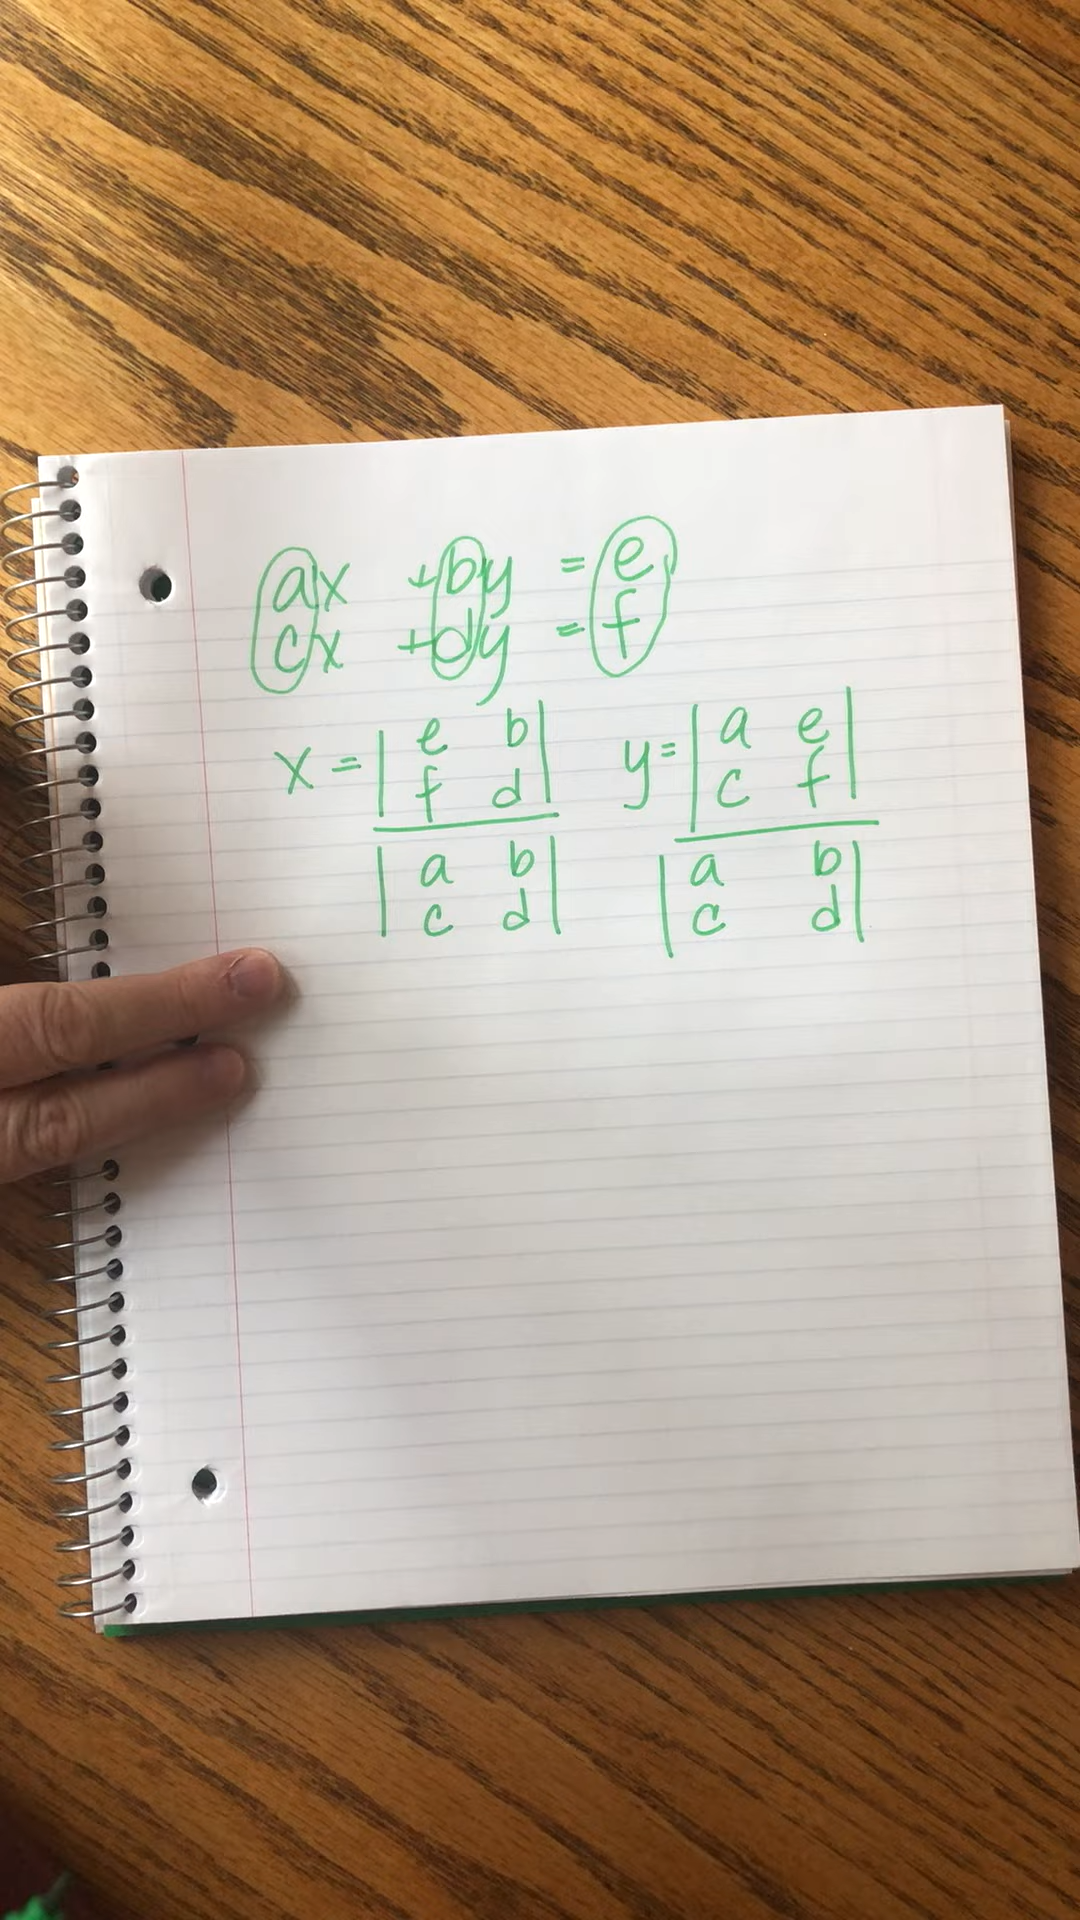 ax +by = e
cx +dy = f
x = | e b | y = | a e |
| f d | | c f |
| a b | | a b |
| c d | | c d |